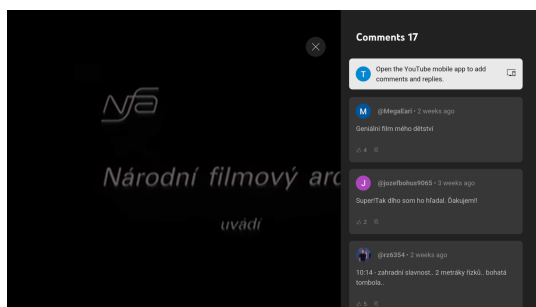 NFA
Národní filmový arc
uvádí
Comments 17
T
Open the YouTube mobile app to add
comments and replies.
M
@MegaEarl • 2 weeks ago
Geniální film mého dětství
4
J
@jozefbohus9065 • 3 weeks ago
Super!Tak dlho som ho hľadal. Ďakujem!!
2
@rz6354 • 2 weeks ago
10:14 - zahradní slavnost.. 2 metráky řízků.. bohatá
tombola..
5